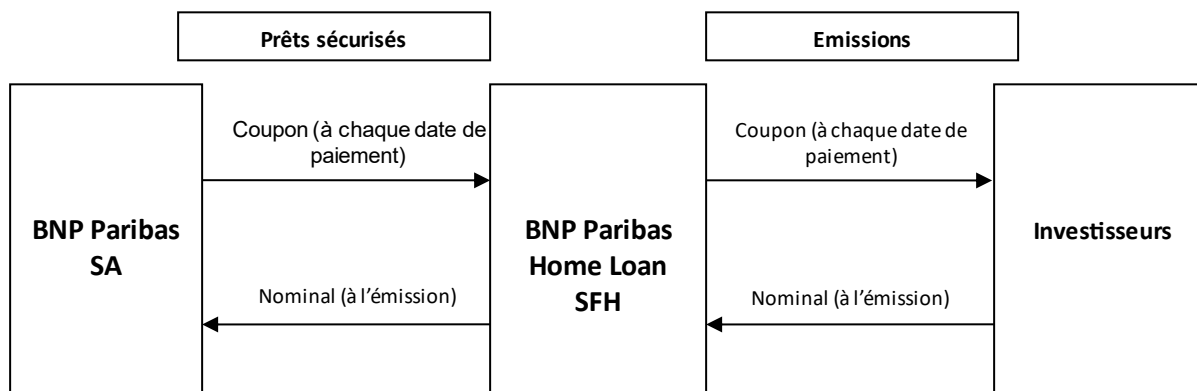 Prêts sécurisés
Emissions
Coupon (à chaque date de
paiement)
Coupon (à chaque date de
paiement)
BNP Paribas
SA
BNP Paribas
Home Loan
SFH
Investisseurs
Nominal (à l'émission)
Nominal (à l'émission)